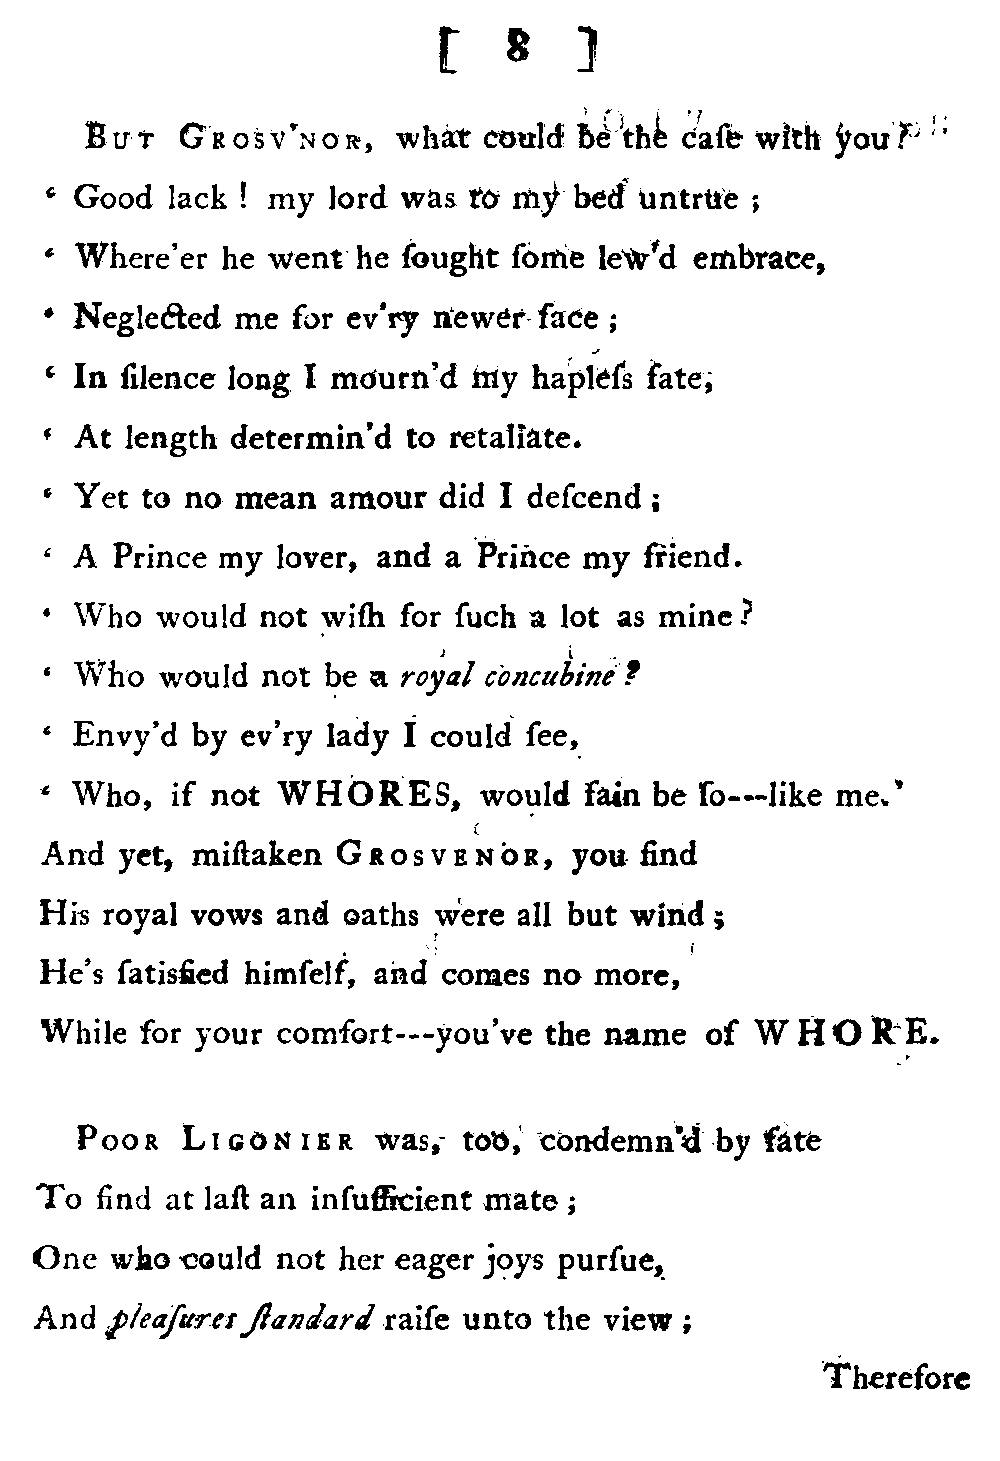 [ 8 ]
But Grosv'nor, what could be the caſe with you?
‘ Good lack ! my lord was to my bed untrue ;
‘ Where'er he went he ſought ſome lew'd embrace,
‘ Neglected me for ev'ry newer face ;
‘ In ſilence long I mourn'd my hapleſs fate,
‘ At length determin'd to retaliate.
‘ Yet to no mean amour did I deſcend ;
‘ A Prince my lover, and a Prince my friend.
‘ Who would not wiſh for ſuch a lot as mine ?
‘ Who would not be a royal concubine ?
‘ Envy'd by ev'ry lady I could ſee,
‘ Who, if not WHORES, would fain be ſo---like me.’
And yet, miſtaken Grosvenor, you find
His royal vows and oaths were all but wind ;
He's ſatisfied himſelf, and comes no more,
While for your comfort---you've the name of WHORE.
Poor Ligonier was, too, condemn'd by fate
To find at laſt an inſufficient mate ;
One who could not her eager joys purſue,
And pleaſures ſtandard raiſe unto the view ;
Therefore